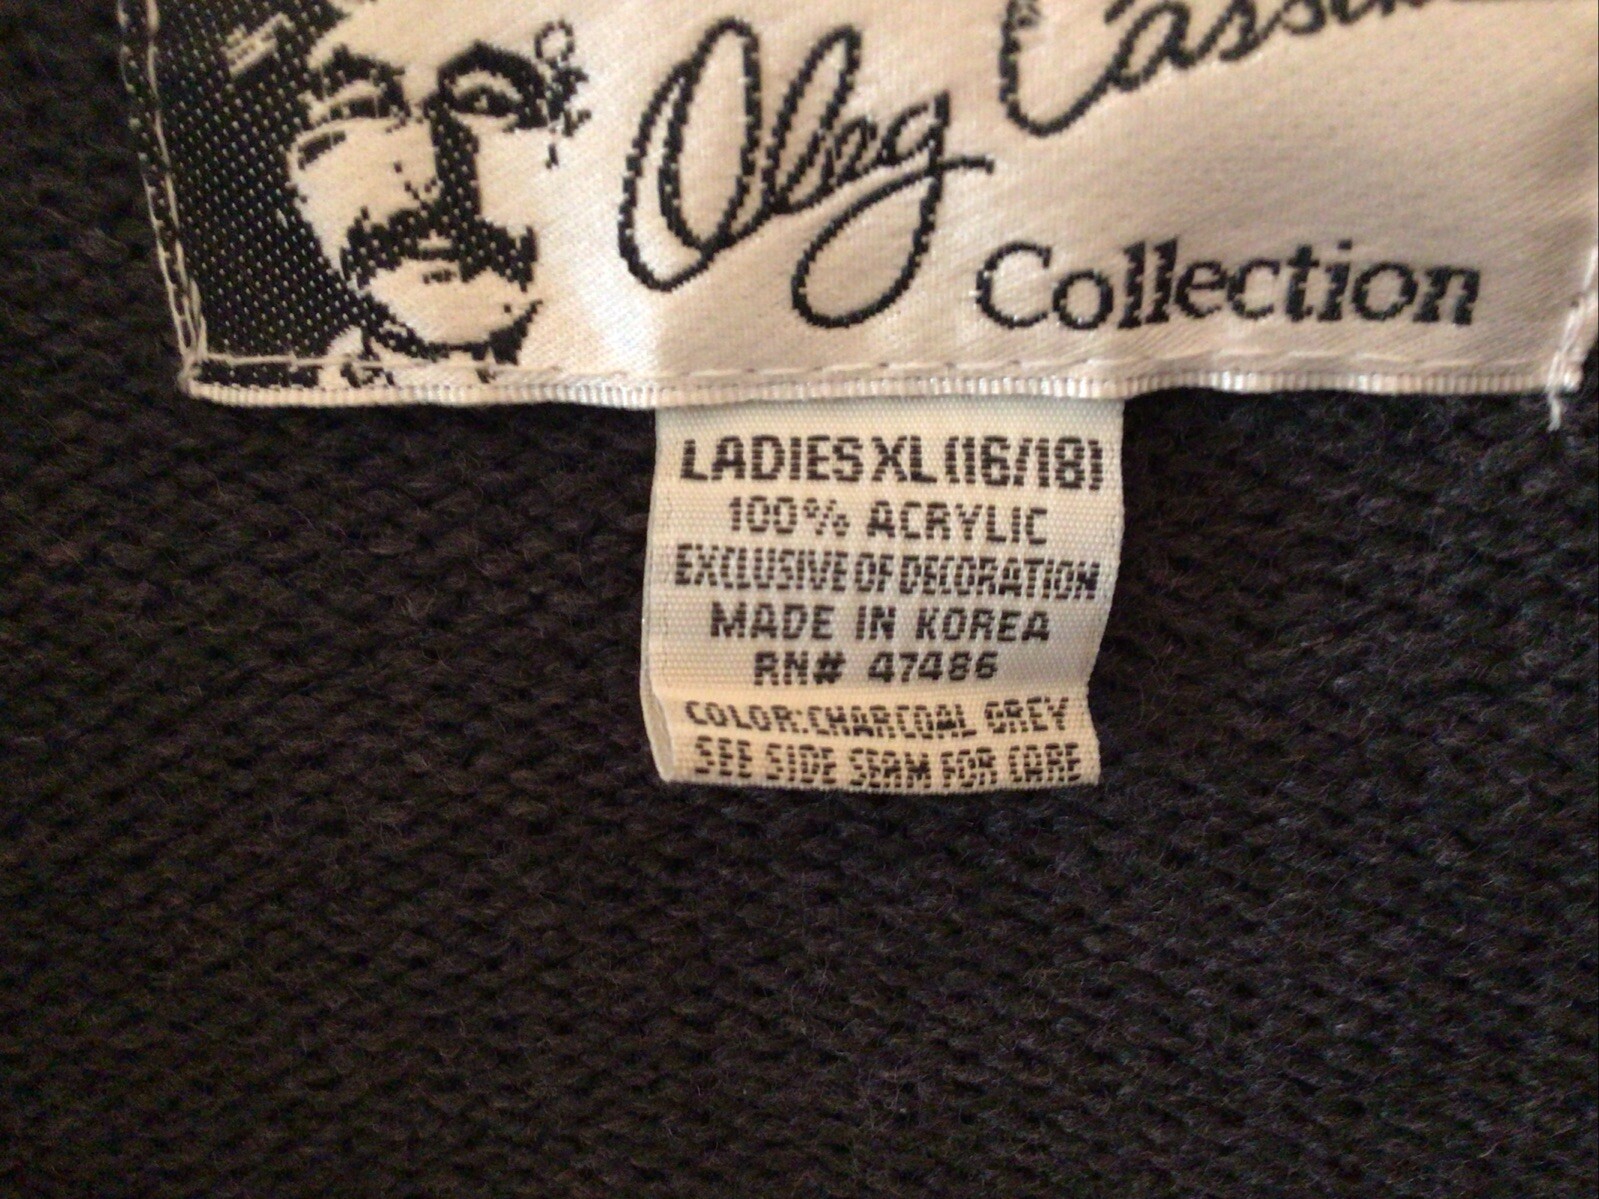 Oleg Cassini
Collection
LADIES XL (16/18)
100% ACRYLIC
EXCLUSIVE OF DECORATION
MADE IN KOREA
RN# 47486
COLOR:CHARCOAL GREY
SEE SIDE SEAM FOR CARE